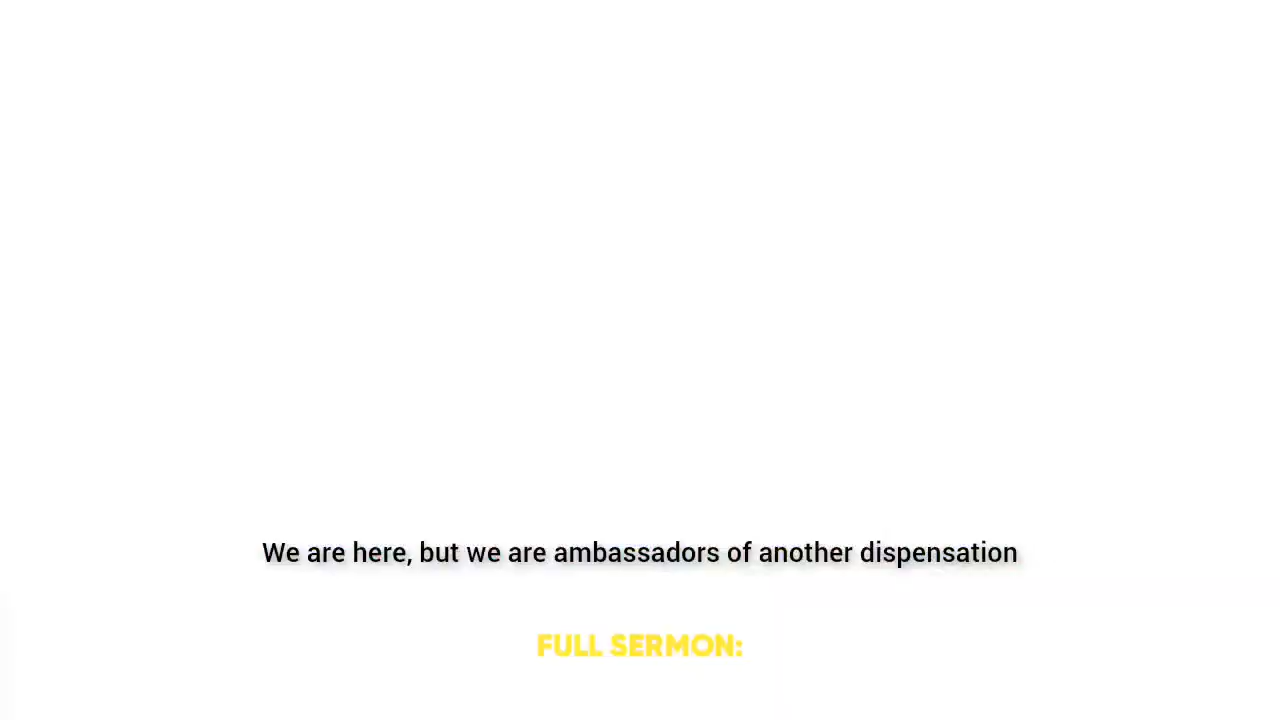 We are here, but we are ambassadors of another dispensation
FULL SERMON: